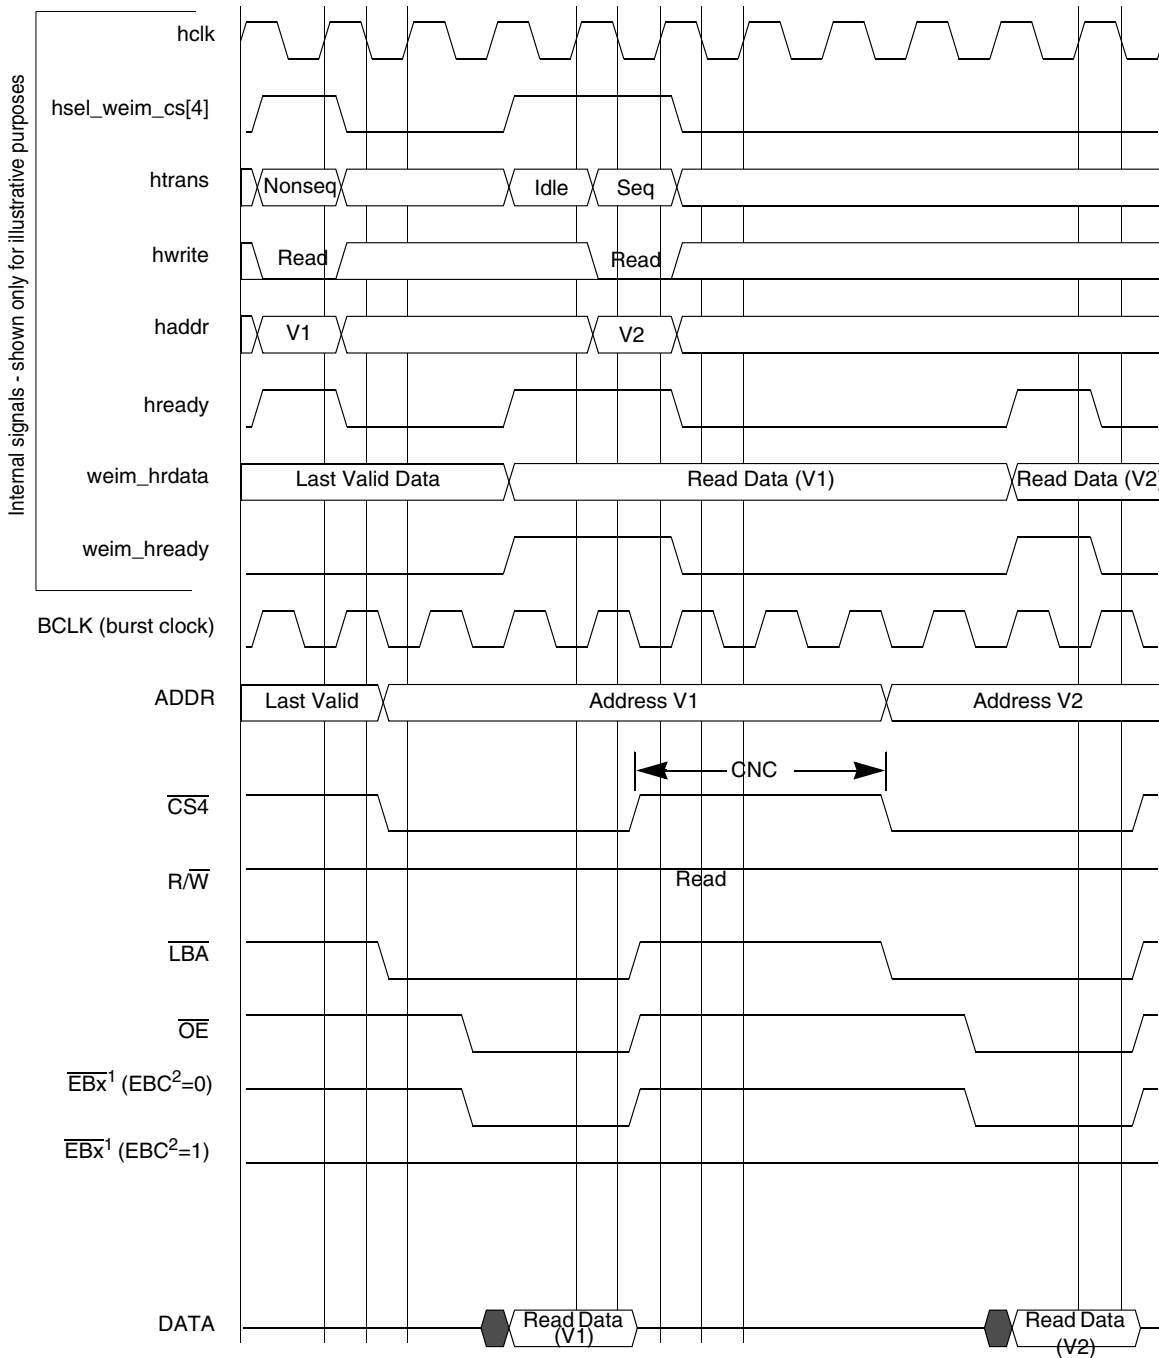 Internal signals - shown only for illustrative purposes
hclk
hsel_weim_cs[4]
htrans
Nonseq
Idle
Seq
hwrite
Read
Read
haddr
V1
V2
hready
weim_hrdata
Last Valid Data
Read Data (V1)
Read Data (V2)
weim_hready
BCLK (burst clock)
ADDR
Last Valid
Address V1
Address V2
CNC
CS4
R/W
Read
LBA
OE
EBx1 (EBC2=0)
EBx1 (EBC2=1)
DATA
Read Data
(V1)
Read Data
(V2)